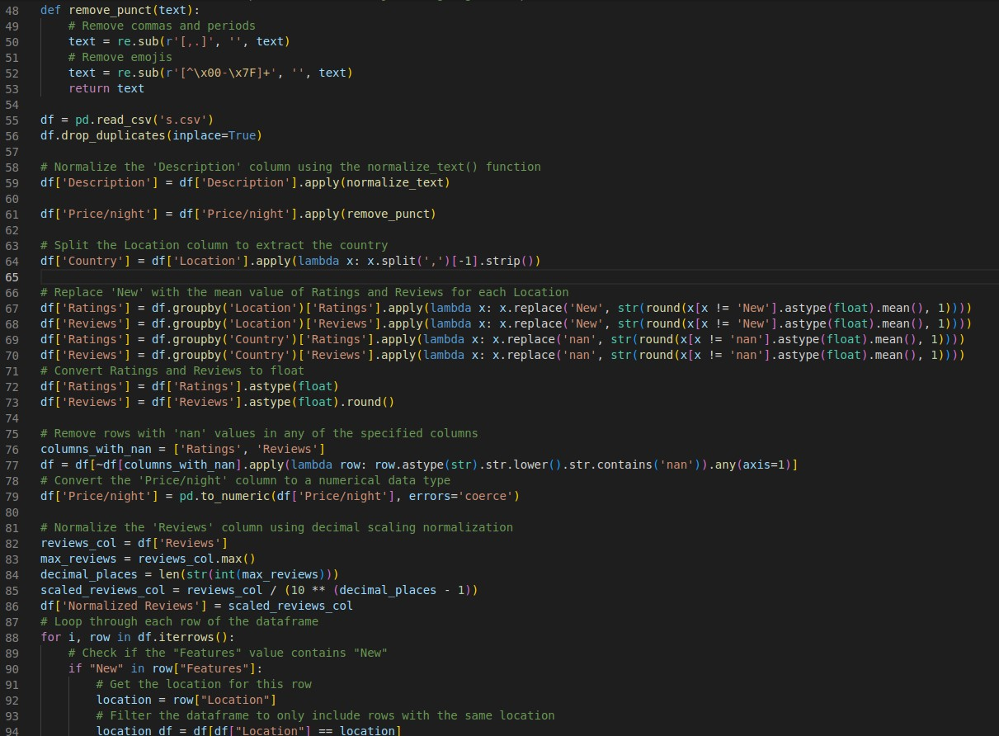 48 def remove_punct(text):
49     # Remove commas and periods
50     text = re.sub(r'[,.]', '', text)
51     # Remove emojis
52     text = re.sub(r'[^\x00-\x7F]+', '', text)
53     return text
54
55 df = pd.read_csv('s.csv')
56 df.drop_duplicates(inplace=True)
57
58 # Normalize the 'Description' column using the normalize_text() function
59 df['Description'] = df['Description'].apply(normalize_text)
60
61 df['Price/night'] = df['Price/night'].apply(remove_punct)
62
63 # Split the Location column to extract the country
64 df['Country'] = df['Location'].apply(lambda x: x.split(',')[-1].strip())
65
66 # Replace 'New' with the mean value of Ratings and Reviews for each Location
67 df['Ratings'] = df.groupby('Location')['Ratings'].apply(lambda x: x.replace('New', str(round(x[x != 'New'].astype(float).mean(), 1))))
68 df['Reviews'] = df.groupby('Location')['Reviews'].apply(lambda x: x.replace('New', str(round(x[x != 'New'].astype(float).mean(), 1))))
69 df['Ratings'] = df.groupby('Country')['Ratings'].apply(lambda x: x.replace('nan', str(round(x[x != 'nan'].astype(float).mean(), 1))))
70 df['Reviews'] = df.groupby('Country')['Reviews'].apply(lambda x: x.replace('nan', str(round(x[x != 'nan'].astype(float).mean(), 1))))
71 # Convert Ratings and Reviews to float
72 df['Ratings'] = df['Ratings'].astype(float)
73 df['Reviews'] = df['Reviews'].astype(float).round()
74
75 # Remove rows with 'nan' values in any of the specified columns
76 columns_with_nan = ['Ratings', 'Reviews']
77 df = df[~df[columns_with_nan].apply(lambda row: row.astype(str).str.lower().str.contains('nan')).any(axis=1)]
78 # Convert the 'Price/night' column to a numerical data type
79 df['Price/night'] = pd.to_numeric(df['Price/night'], errors='coerce')
80
81 # Normalize the 'Reviews' column using decimal scaling normalization
82 reviews_col = df['Reviews']
83 max_reviews = reviews_col.max()
84 decimal_places = len(str(int(max_reviews)))
85 scaled_reviews_col = reviews_col / (10 ** (decimal_places - 1))
86 df['Normalized Reviews'] = scaled_reviews_col
87 # Loop through each row of the dataframe
88 for i, row in df.iterrows():
89     # Check if the "Features" value contains "New"
90     if "New" in row["Features"]:
91         # Get the location for this row
92         location = row["Location"]
93         # Filter the dataframe to only include rows with the same location
94         location_df = df[df["Location"] == location]